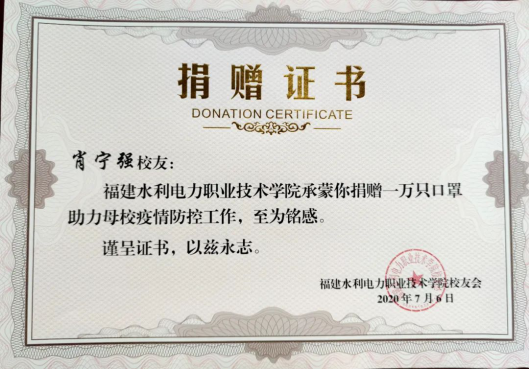 捐赠证书
DONATION CERTIFICATE
肖宁强校友：
福建水利电力职业技术学院承蒙你捐赠一万只口罩
助力母校疫情防控工作，至为铭感。
谨呈证书，以兹永志。
福建水利电力职业技术学院校友会
2020年7月6日